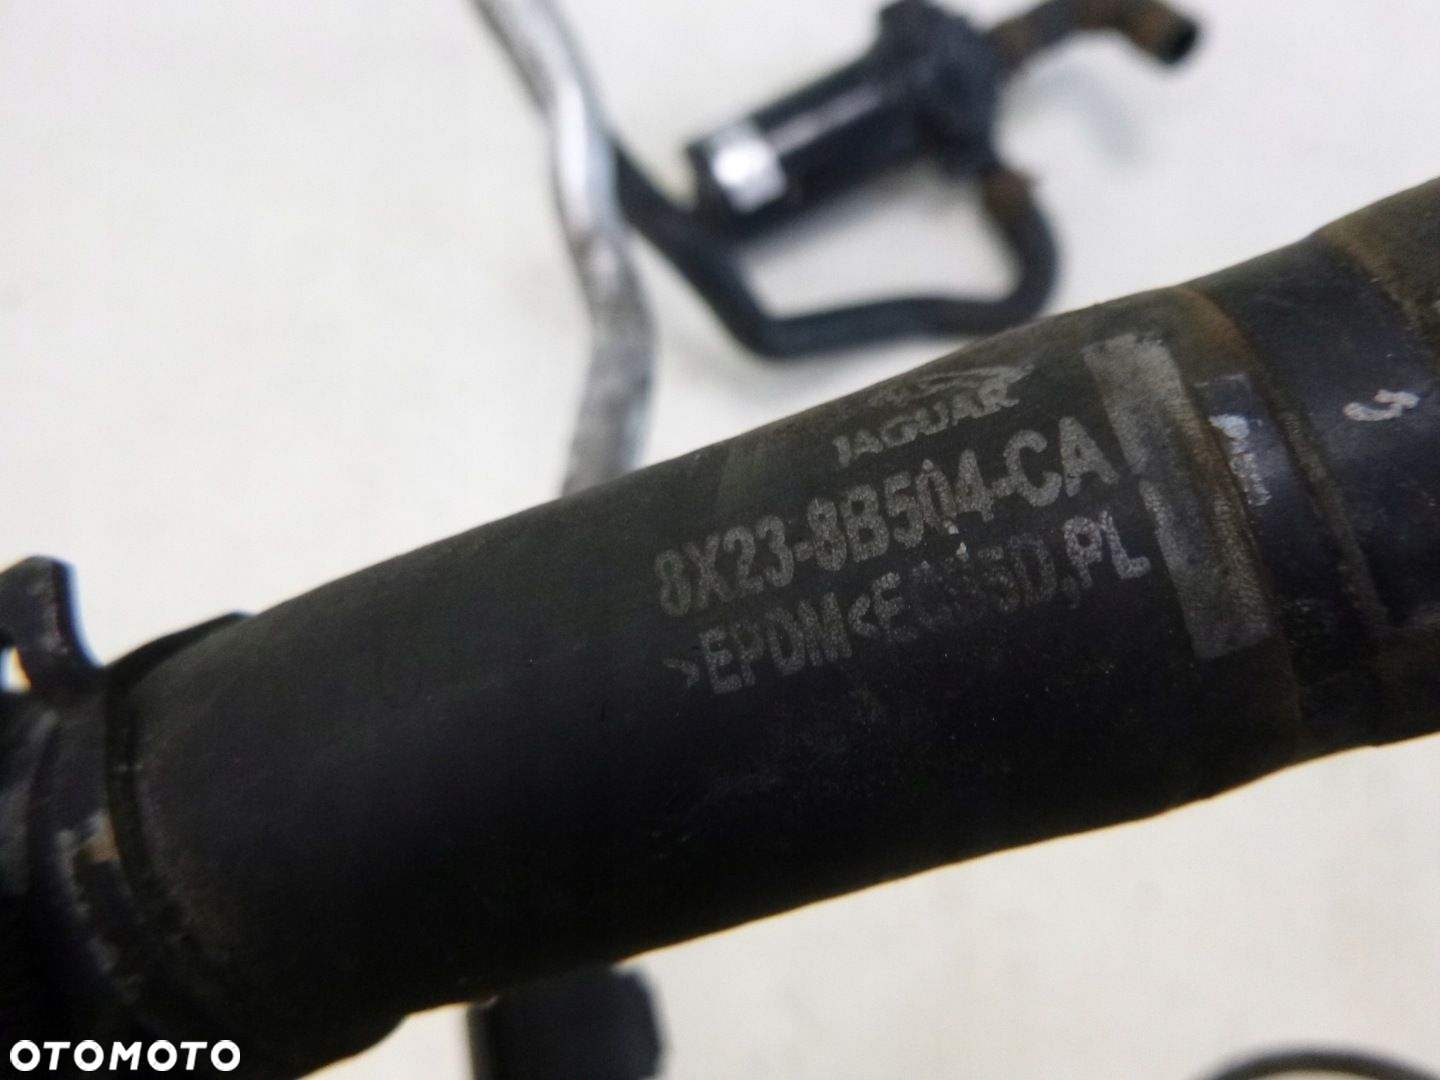 JAGUAR
8X23-8B504-CA
>EPDM<
OTOMOTO